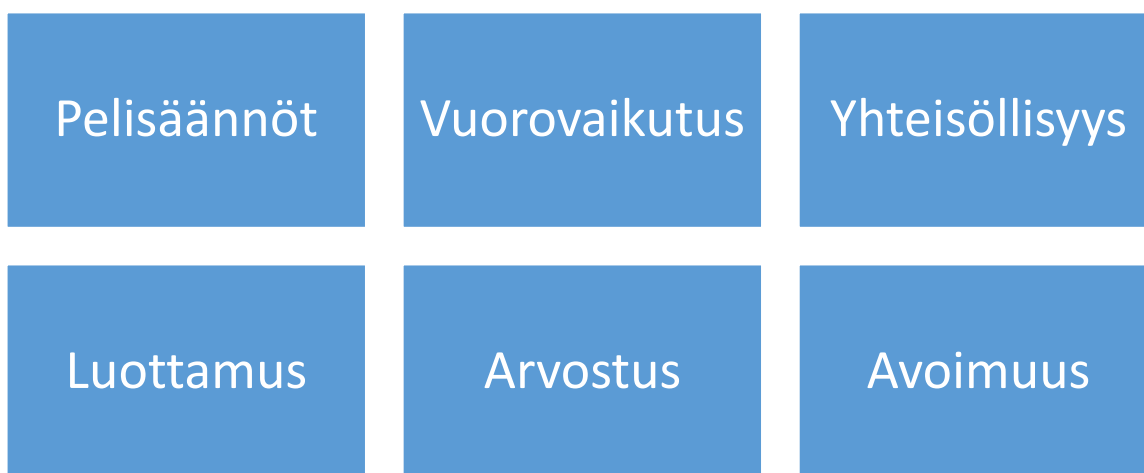 Pelisäännöt
Vuorovaikutus
Yhteisöllisyys
Luottamus
Arvostus
Avoimuus